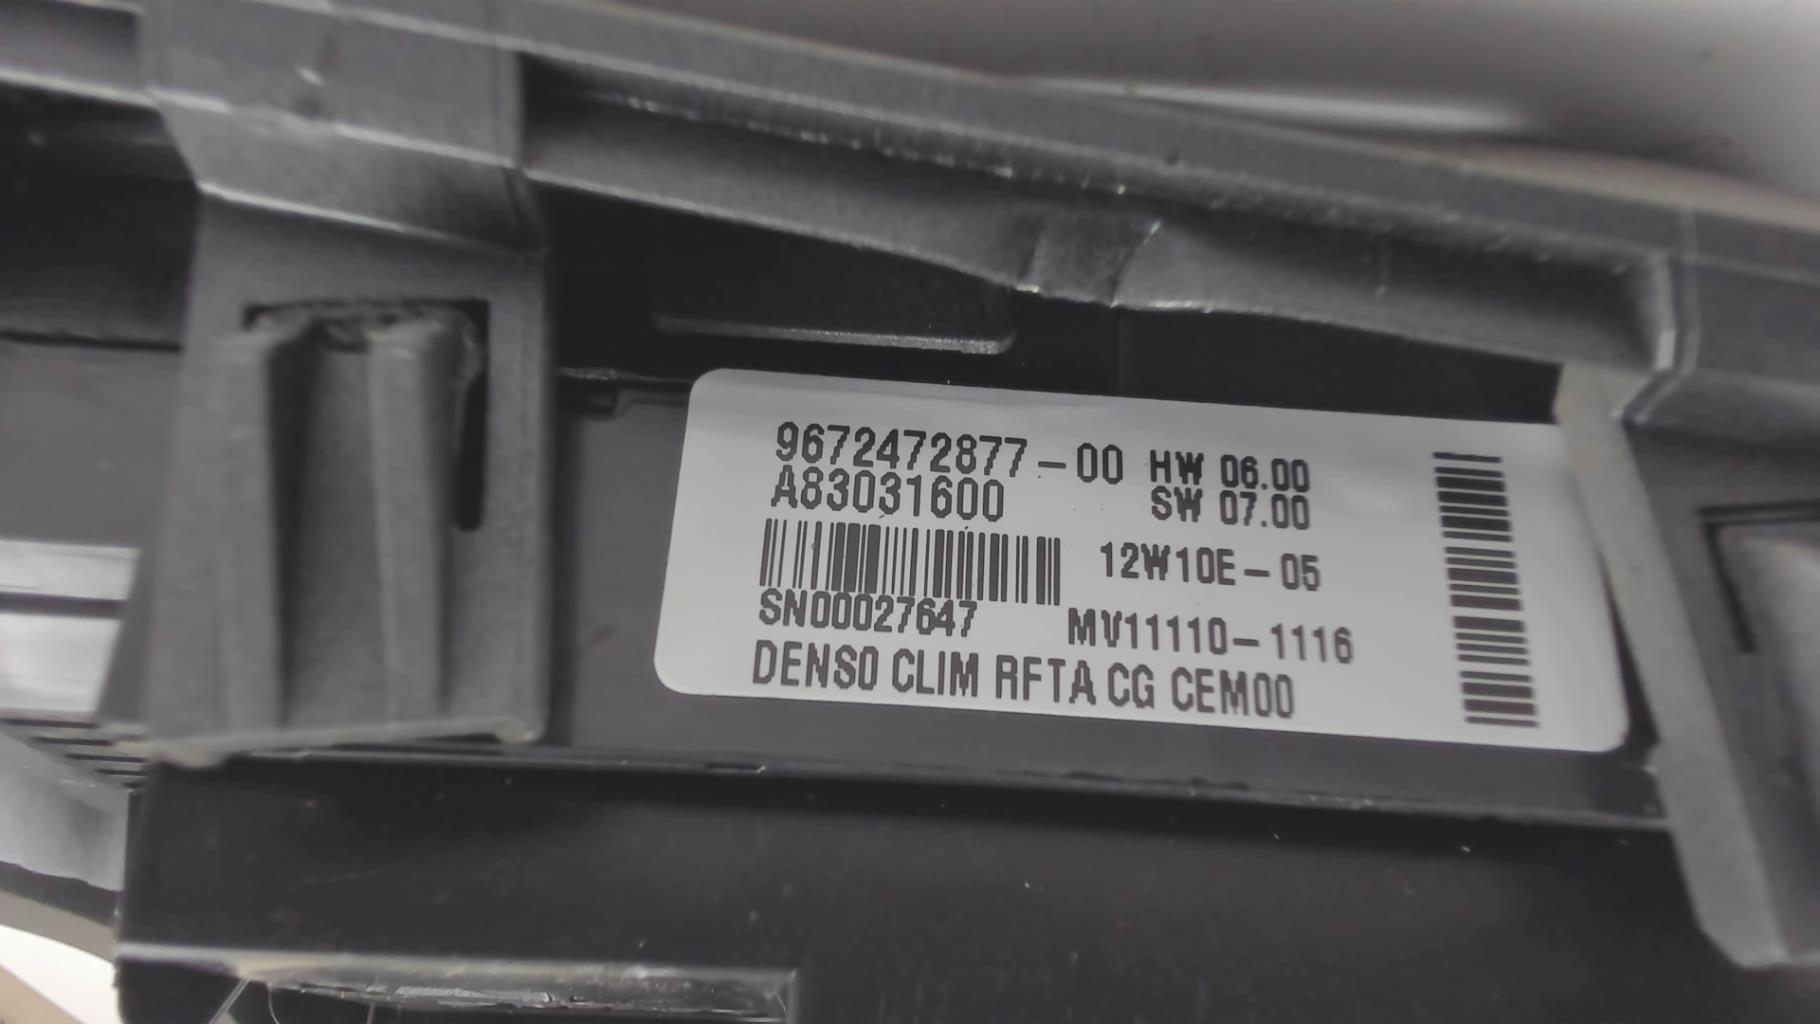 9672472877-00 HW 06.00
A83031600 SW 07.00
12W10E-05
SN00027647 MV11110-1116
DENSO CLIM RFTA CG CEM00